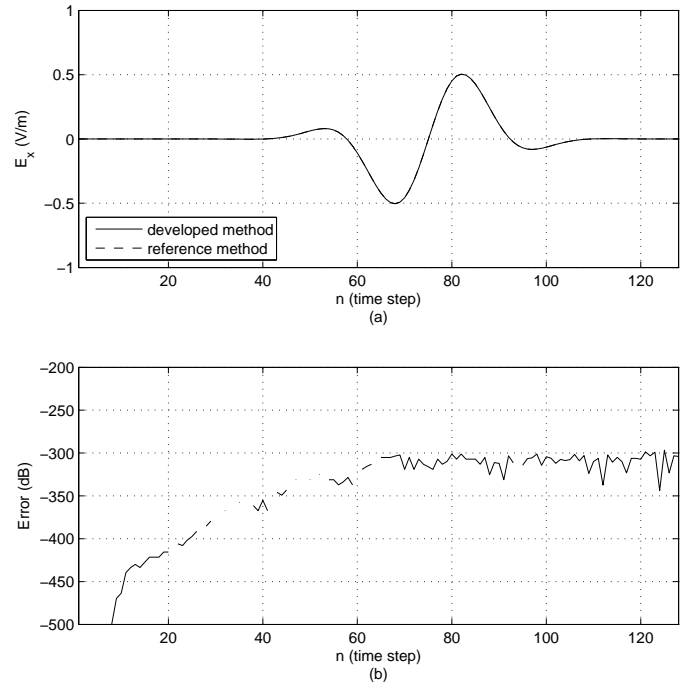 1
0.5
0
−0.5
−1
E_x (V/m)
developed method
reference method
20 40 60 80 100 120
n (time step)
(a)
−200
−250
−300
−350
−400
−450
−500
Error (dB)
20 40 60 80 100 120
n (time step)
(b)